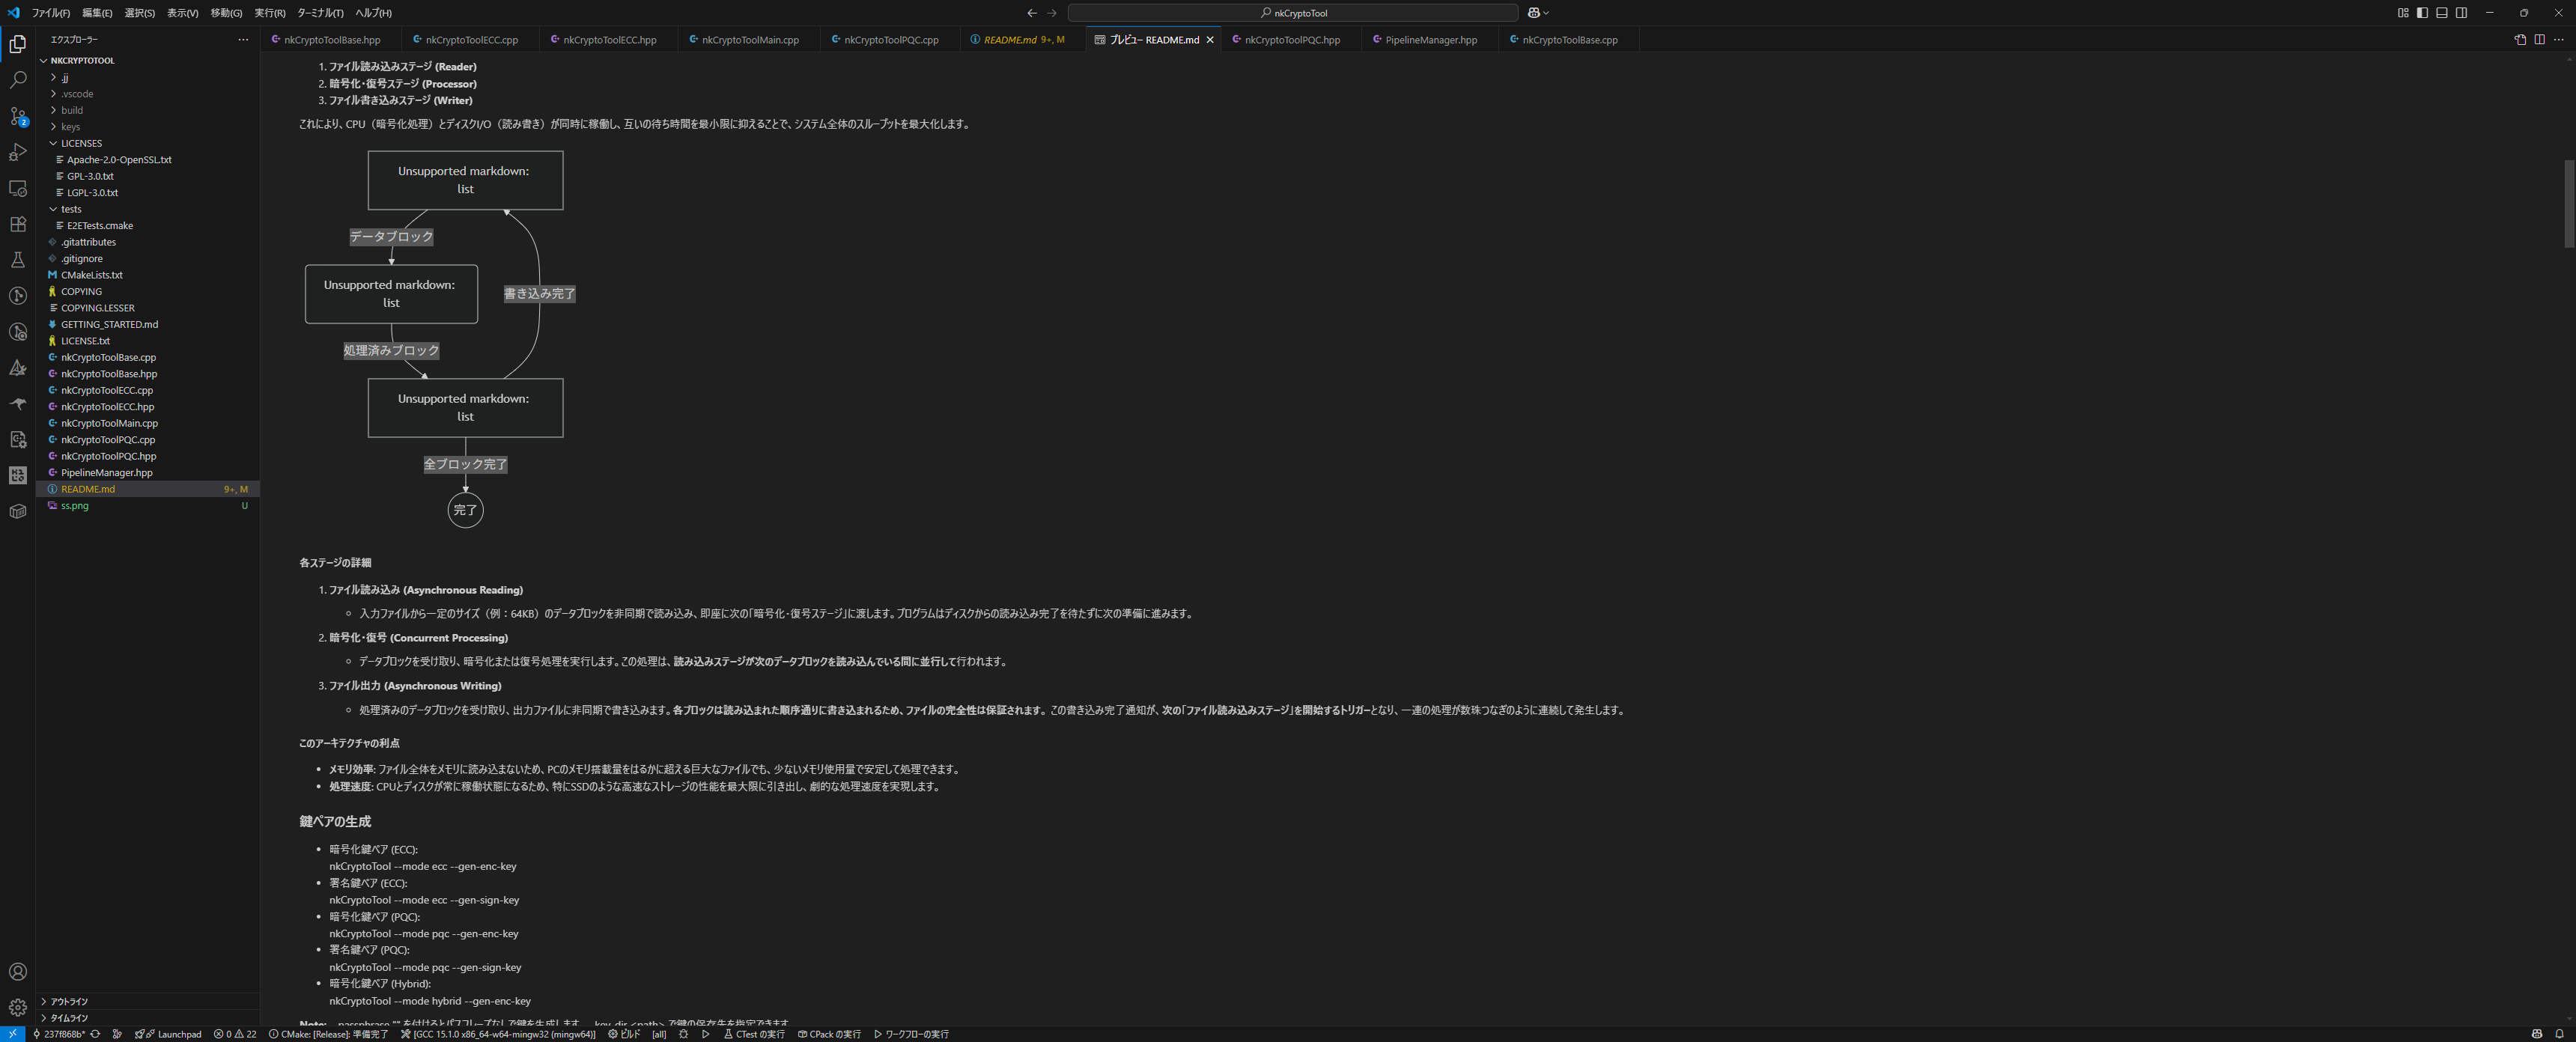 ファイル(F) 編集(E) 選択(S) 表示(V) 移動(G) 実行(R) ターミナル(T) ヘルプ(H)
nkCryptoTool
エクスプローラー
nkCryptoToolBase.hpp nkCryptoToolECC.cpp nkCryptoToolECC.hpp nkCryptoToolMain.cpp nkCryptoToolPQC.cpp README.md 9+, M プレビュー README.md nkCryptoToolPQC.hpp PipelineManager.hpp nkCryptoToolBase.cpp
NKCRYPTOTOOL
.jj
.vscode
build
keys
LICENSES
Apache-2.0-OpenSSL.txt
GPL-3.0.txt
LGPL-3.0.txt
tests
E2ETests.cmake
.gitattributes
.gitignore
CMakeLists.txt
COPYING
COPYING.LESSER
GETTING_STARTED.md
LICENSE.txt
nkCryptoToolBase.cpp
nkCryptoToolBase.hpp
nkCryptoToolECC.cpp
nkCryptoToolECC.hpp
nkCryptoToolMain.cpp
nkCryptoToolPQC.cpp
nkCryptoToolPQC.hpp
PipelineManager.hpp
README.md 9+, M
ss.png U
アウトライン
タイムライン
2
1. ファイル読み込みステージ (Reader)
2. 暗号化・復号ステージ (Processor)
3. ファイル書き込みステージ (Writer)
これにより、CPU（暗号化処理）とディスクI/O（読み書き）が同時に稼働し、互いの待ち時間を最小限に抑えることで、システム全体のスループットを最大化します。
Unsupported markdown:
list
データブロック
Unsupported markdown:
list
書き込み完了
処理済みブロック
Unsupported markdown:
list
全ブロック完了
完了
各ステージの詳細
1. ファイル読み込み (Asynchronous Reading)
入力ファイルから一定のサイズ（例：64KB）のデータブロックを非同期で読み込み、即座に次の「暗号化・復号ステージ」に渡します。プログラムはディスクからの読み込み完了を待たずに次の準備に進みます。
2. 暗号化・復号 (Concurrent Processing)
データブロックを受け取り、暗号化または復号処理を実行します。この処理は、読み込みステージが次のデータブロックを読み込んでいる間に並行して行われます。
3. ファイル出力 (Asynchronous Writing)
処理済みのデータブロックを受け取り、出力ファイルに非同期で書き込みます。各ブロックは読み込まれた順序通りに書き込まれるため、ファイルの完全性は保証されます。この書き込み完了通知が、次の「ファイル読み込みステージ」を開始するトリガーとなり、一連の処理が数珠つなぎのように連続して発生します。
このアーキテクチャの利点
• メモリ効率: ファイル全体をメモリに読み込まないため、PCのメモリ搭載量をはるかに超える巨大なファイルでも、少ないメモリ使用量で安定して処理できます。
• 処理速度: CPUとディスクが常に稼働状態になるため、特にSSDのような高速なストレージの性能を最大限に引き出し、劇的な処理速度を実現します。
鍵ペアの生成
• 暗号化鍵ペア (ECC):
nkCryptoTool --mode ecc --gen-enc-key
• 署名鍵ペア (ECC):
nkCryptoTool --mode ecc --gen-sign-key
• 暗号化鍵ペア (PQC):
nkCryptoTool --mode pqc --gen-enc-key
• 署名鍵ペア (PQC):
nkCryptoTool --mode pqc --gen-sign-key
• 暗号化鍵ペア (Hybrid):
nkCryptoTool --mode hybrid --gen-enc-key
Note: --passphrase "" を付けるとパスフレーズなしで鍵を生成します。--key-dir <path> で鍵の保存先を指定できます。
237f868b* Launchpad 0 22 CMake: [Release]: 準備完了 [GCC 15.1.0 x86_64-w64-mingw32 (mingw64)] ビルド [all] CTest の実行 CPack の実行 ワークフローの実行